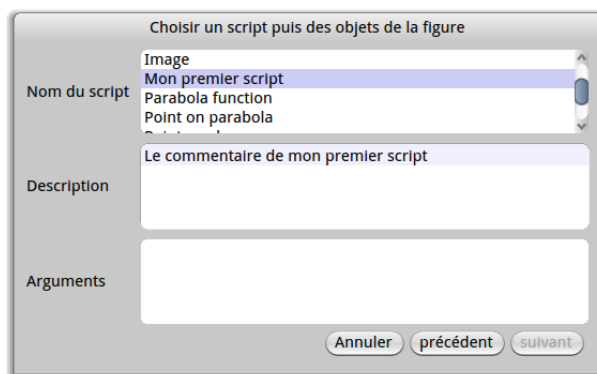 Choisir un script puis des objets de la figure
Nom du script
Image
Mon premier script
Parabola function
Point on parabola
Description
Le commentaire de mon premier script
Arguments
Annuler précédent suivant